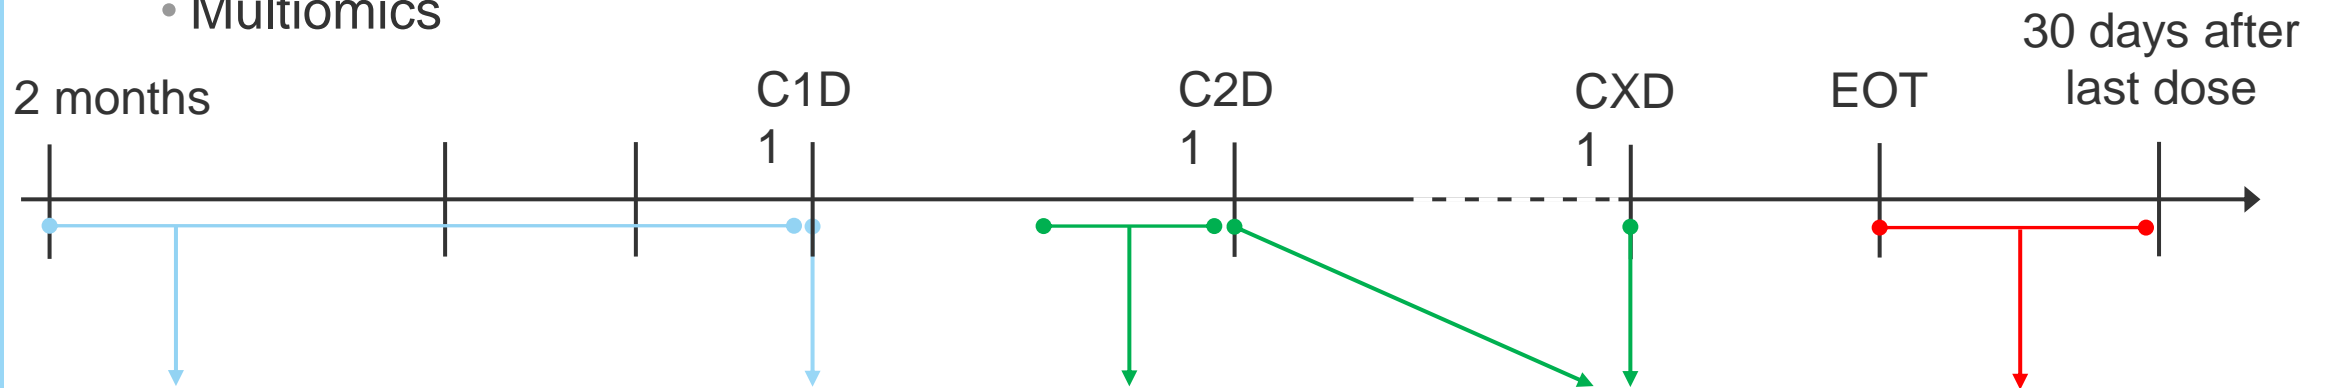 • Multiomics
2 months
C1D
1
C2D
1
CXD
1
EOT
30 days after
last dose